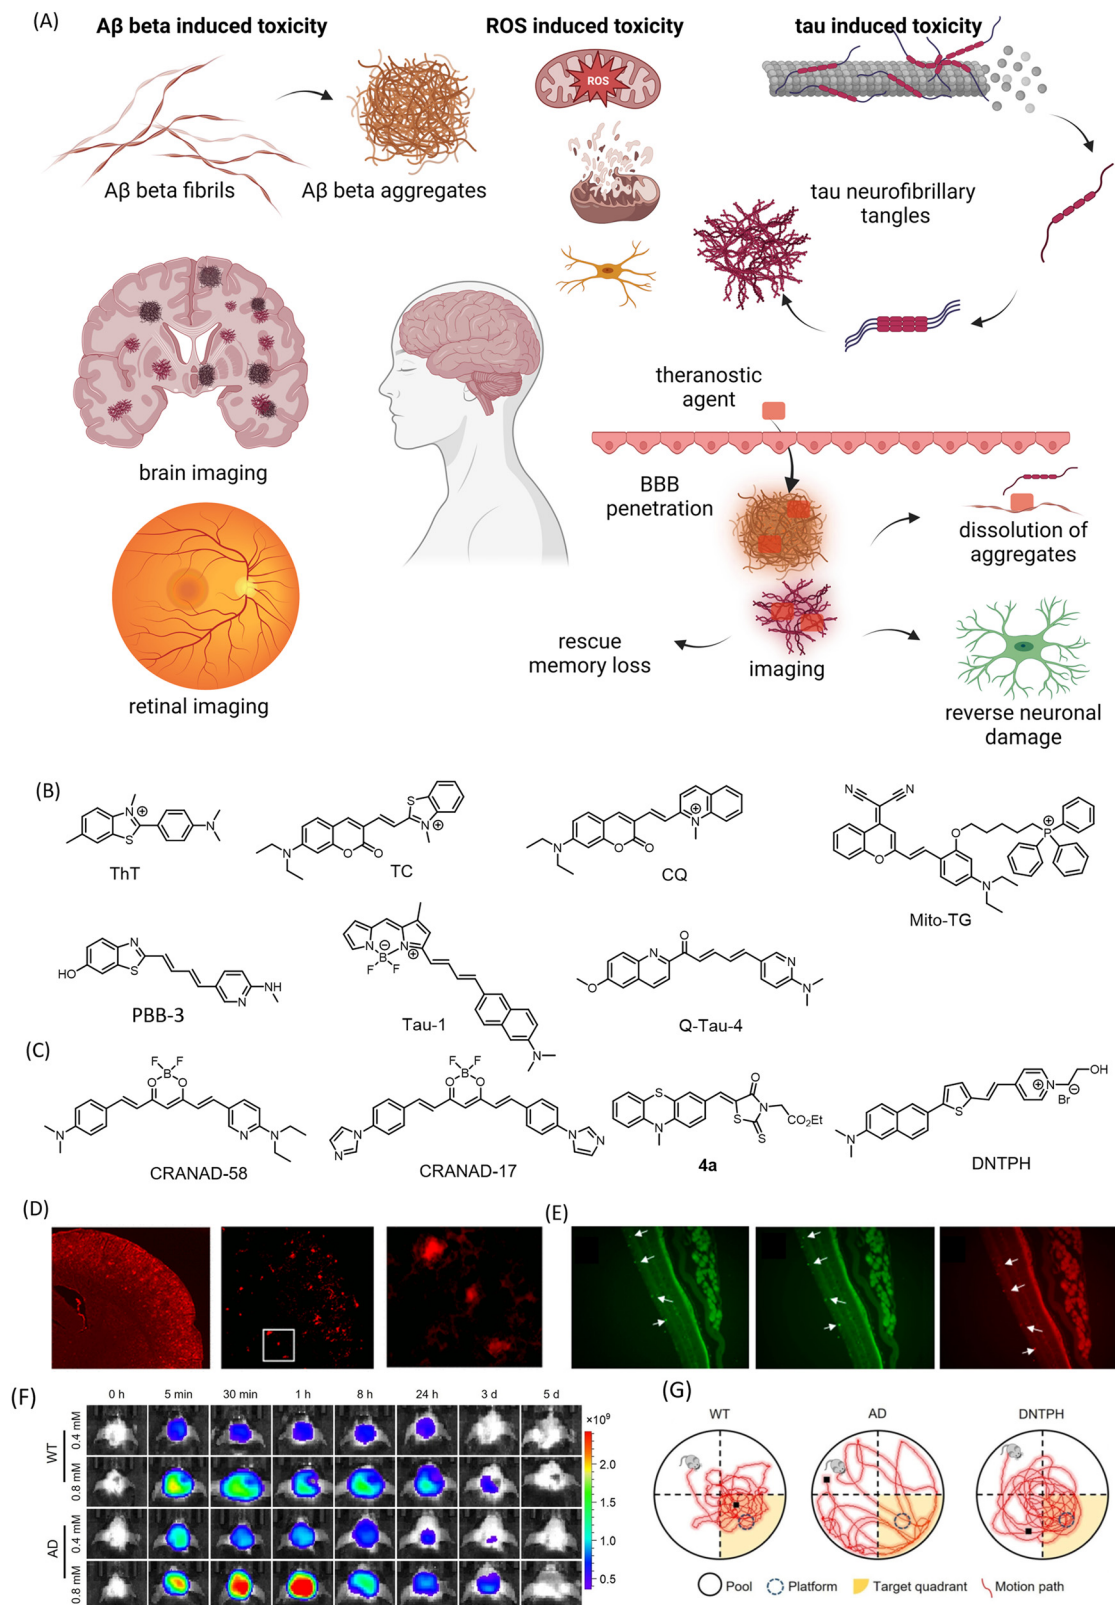 (A)
Aβ beta induced toxicity
ROS induced toxicity
tau induced toxicity
ROS
Aβ beta fibrils
Aβ beta aggregates
tau neurofibrillary
tangles
theranostic
agent
brain imaging
BBB
penetration
dissolution of
aggregates
rescue
memory loss
imaging
retinal imaging
reverse neuronal
damage
(B)
ThT
TC
CQ
Mito-TG
PBB-3
Tau-1
Q-Tau-4
(C)
CRANAD-58
CRANAD-17
4a
DNTPH
(D)
(E)
(F)
0 h
5 min
30 min
1 h
8 h
24 h
3 d
5 d
WT
0.4 mM
0.8 mM
AD
0.4 mM
0.8 mM
×10⁹
2.0
1.5
1.0
0.5
(G)
WT
AD
DNTPH
Pool
Platform
Target quadrant
Motion path